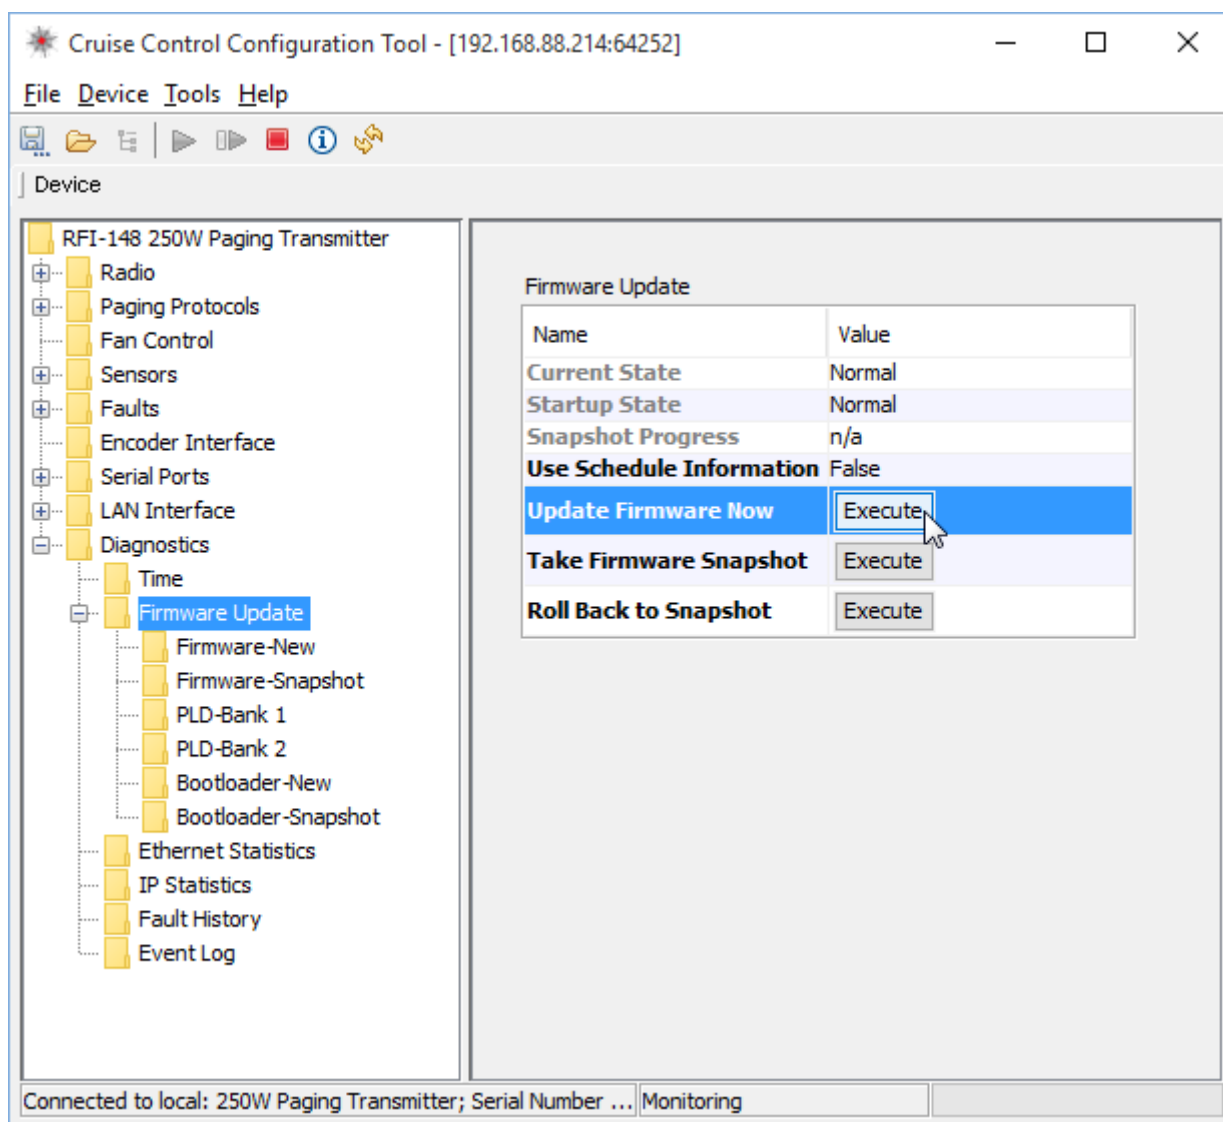 Cruise Control Configuration Tool - [192.168.88.214:64252]
File Device Tools Help
Device
RFI-148 250W Paging Transmitter
Radio
Paging Protocols
Fan Control
Sensors
Faults
Encoder Interface
Serial Ports
LAN Interface
Diagnostics
Time
Firmware Update
Firmware-New
Firmware-Snapshot
PLD-Bank 1
PLD-Bank 2
Bootloader-New
Bootloader-Snapshot
Ethernet Statistics
IP Statistics
Fault History
Event Log
Firmware Update
Name Value
Current State Normal
Startup State Normal
Snapshot Progress n/a
Use Schedule Information False
Update Firmware Now Execute
Take Firmware Snapshot Execute
Roll Back to Snapshot Execute
Connected to local: 250W Paging Transmitter; Serial Number ... Monitoring